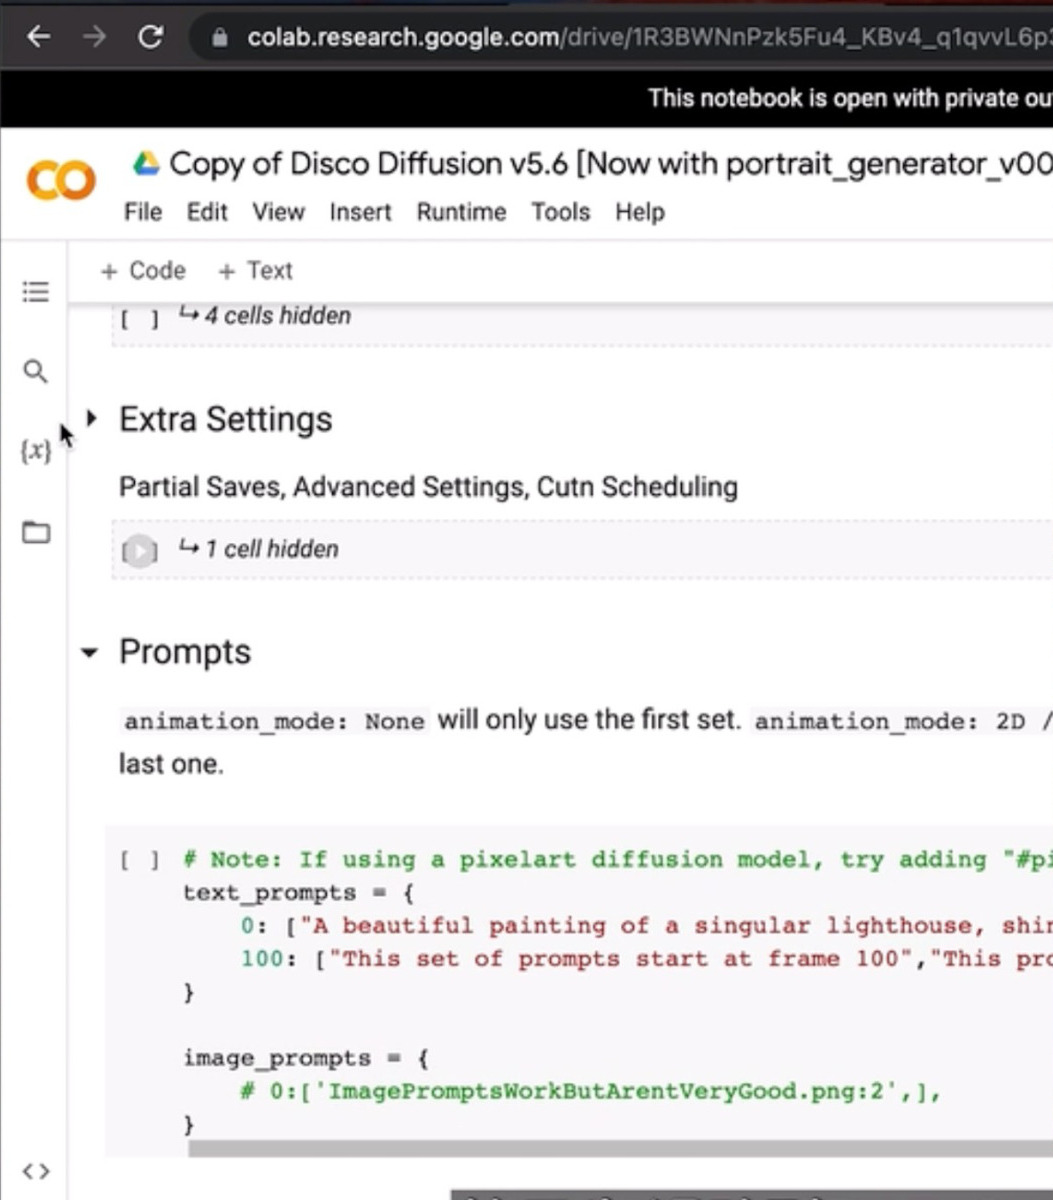 colab.research.google.com/drive/1R3BWNnPzk5Fu4_KBv4_q1qvvL6p
This notebook is open with private ou
CO Copy of Disco Diffusion v5.6 [Now with portrait_generator_v00
File Edit View Insert Runtime Tools Help
+ Code + Text
[ ] ↳ 4 cells hidden
Extra Settings
{x}
Partial Saves, Advanced Settings, Cutn Scheduling
[ ] ↳ 1 cell hidden
Prompts
animation_mode: None will only use the first set. animation_mode: 2D /
last one.
[ ] # Note: If using a pixelart diffusion model, try adding "#pi
text_prompts = {
0: ["A beautiful painting of a singular lighthouse, shin
100: ["This set of prompts start at frame 100","This pro
}
image_prompts = {
# 0:['ImagePromptsWorkButArentVeryGood.png:2',],
}
<>